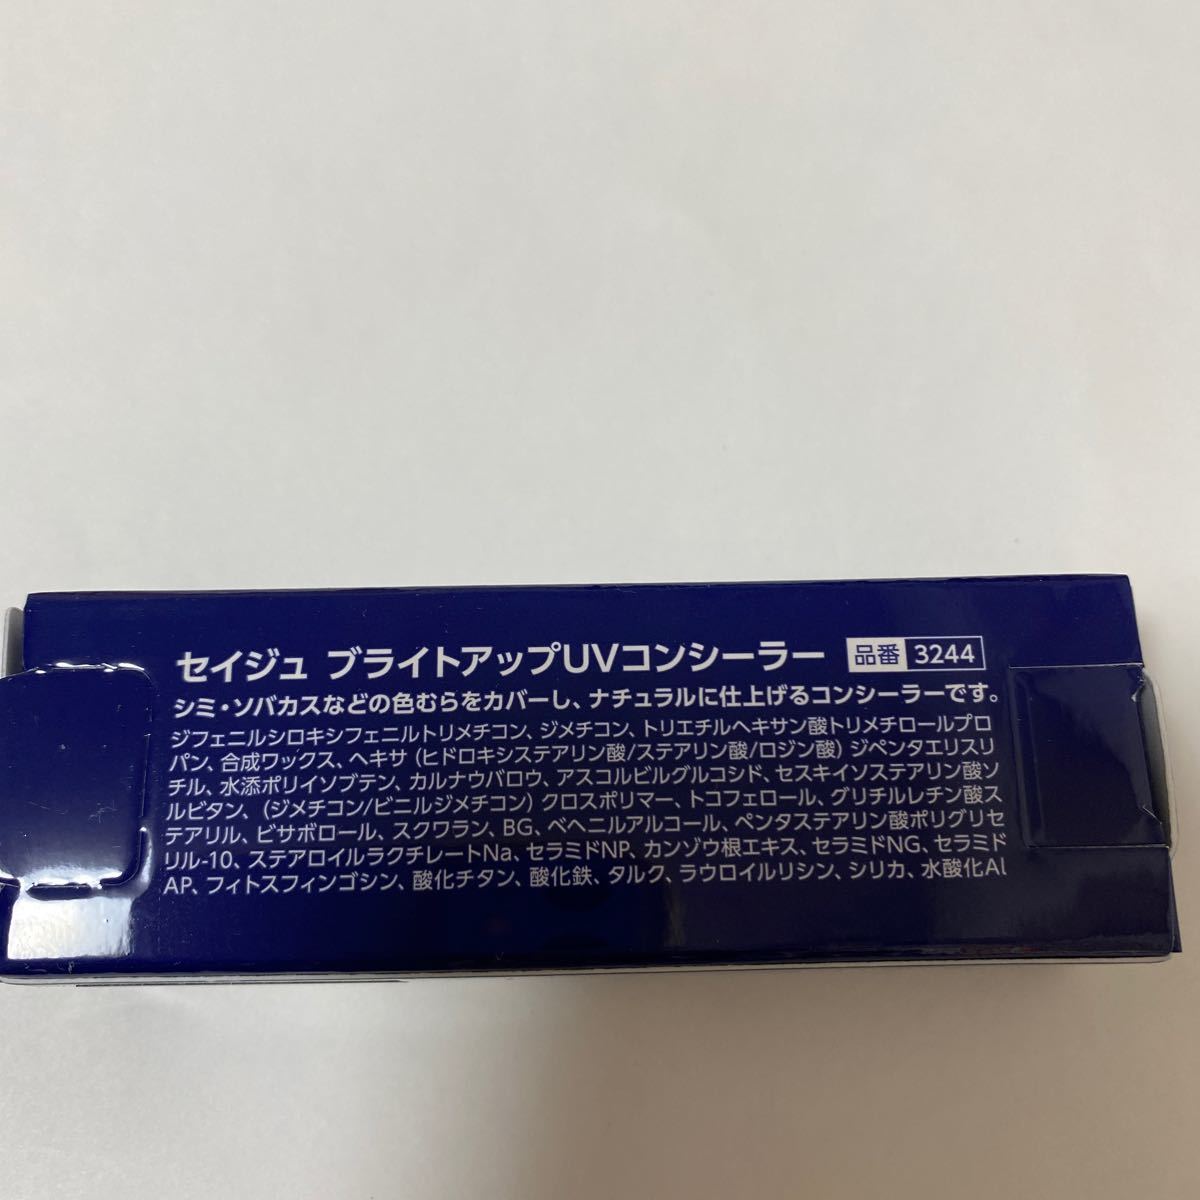 セイジュ ブライトアップUVコンシーラー 品番 3244
シミ・ソバカスなどの色むらをカバーし、ナチュラルに仕上げるコンシーラーです。
ジフェニルシロキシフェニルトリメチコン、ジメチコン、トリエチルヘキサン酸トリメチロールプロ
パン、合成ワックス、ヘキサ（ヒドロキシステアリン酸/ステアリン酸/ロジン酸）ジペンタエリスリ
チル、水添ポリイソブテン、カルナウバロウ、アスコルビルグルコシド、セスキイソステアリン酸ソ
ルビタン、（ジメチコン/ビニルジメチコン）クロスポリマー、トコフェロール、グリチルレチン酸ス
テアリル、ビサボロール、スクワラン、BG、ベヘニルアルコール、ペンタステアリン酸ポリグリセ
リル-10、ステアロイルラクチレートNa、セラミドNP、カンゾウ根エキス、セラミドNG、セラミド
AP、フィトスフィンゴシン、酸化チタン、酸化鉄、タルク、ラウロイルリシン、シリカ、水酸化Al